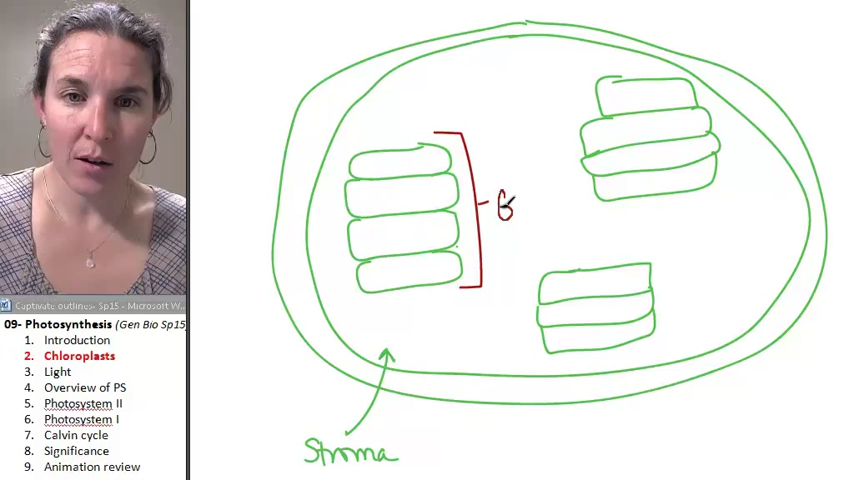 Captivate outlines- Sp15 - Microsoft W...
09- Photosynthesis (Gen Bio Sp15)
1. Introduction
2. Chloroplasts
3. Light
4. Overview of PS
5. Photosystem II
6. Photosystem I
7. Calvin cycle
8. Significance
9. Animation review
G
Stroma